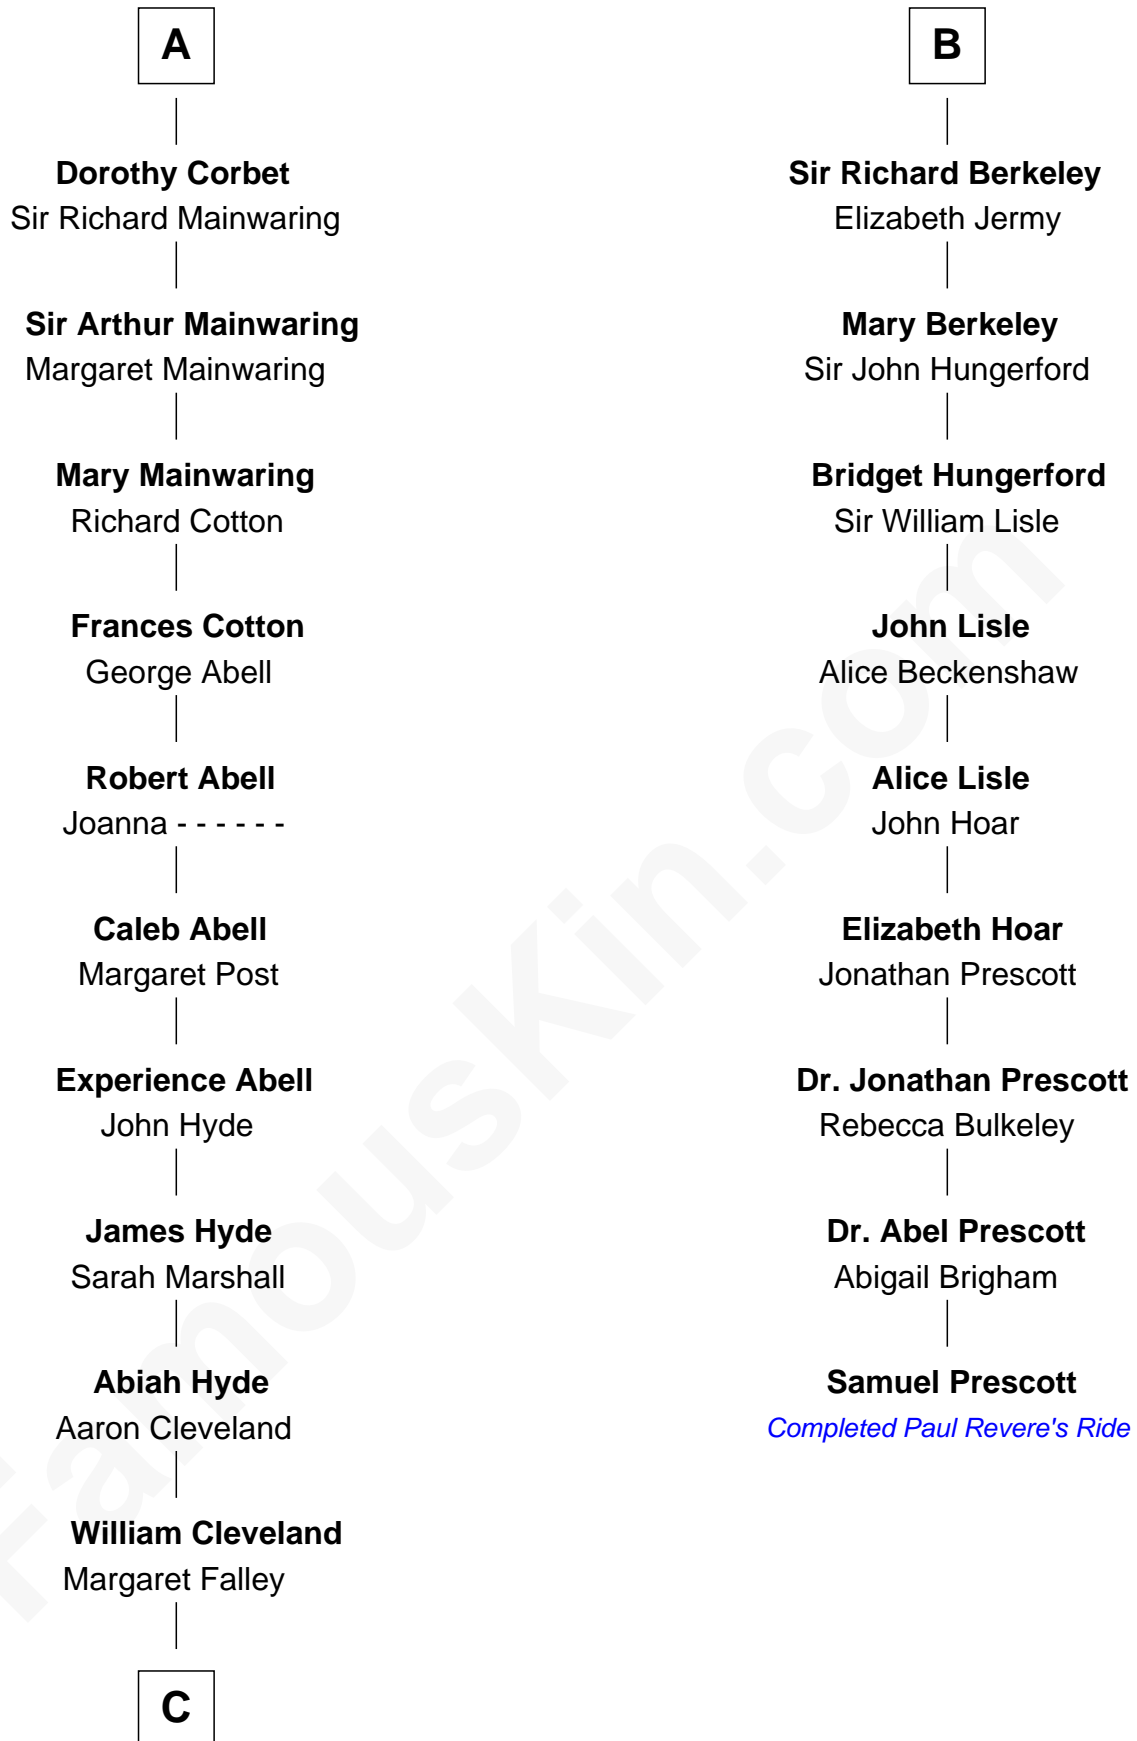 A
Dorothy Corbet
Sir Richard Mainwaring
Sir Arthur Mainwaring
Margaret Mainwaring
Mary Mainwaring
Richard Cotton
Frances Cotton
George Abell
Robert Abell
Joanna - - - - - -
Caleb Abell
Margaret Post
Experience Abell
John Hyde
James Hyde
Sarah Marshall
Abiah Hyde
Aaron Cleveland
William Cleveland
Margaret Falley
C
B
Sir Richard Berkeley
Elizabeth Jermy
Mary Berkeley
Sir John Hungerford
Bridget Hungerford
Sir William Lisle
John Lisle
Alice Beckenshaw
Alice Lisle
John Hoar
Elizabeth Hoar
Jonathan Prescott
Dr. Jonathan Prescott
Rebecca Bulkeley
Dr. Abel Prescott
Abigail Brigham
Samuel Prescott
Completed Paul Revere's Ride
FamousKin.com